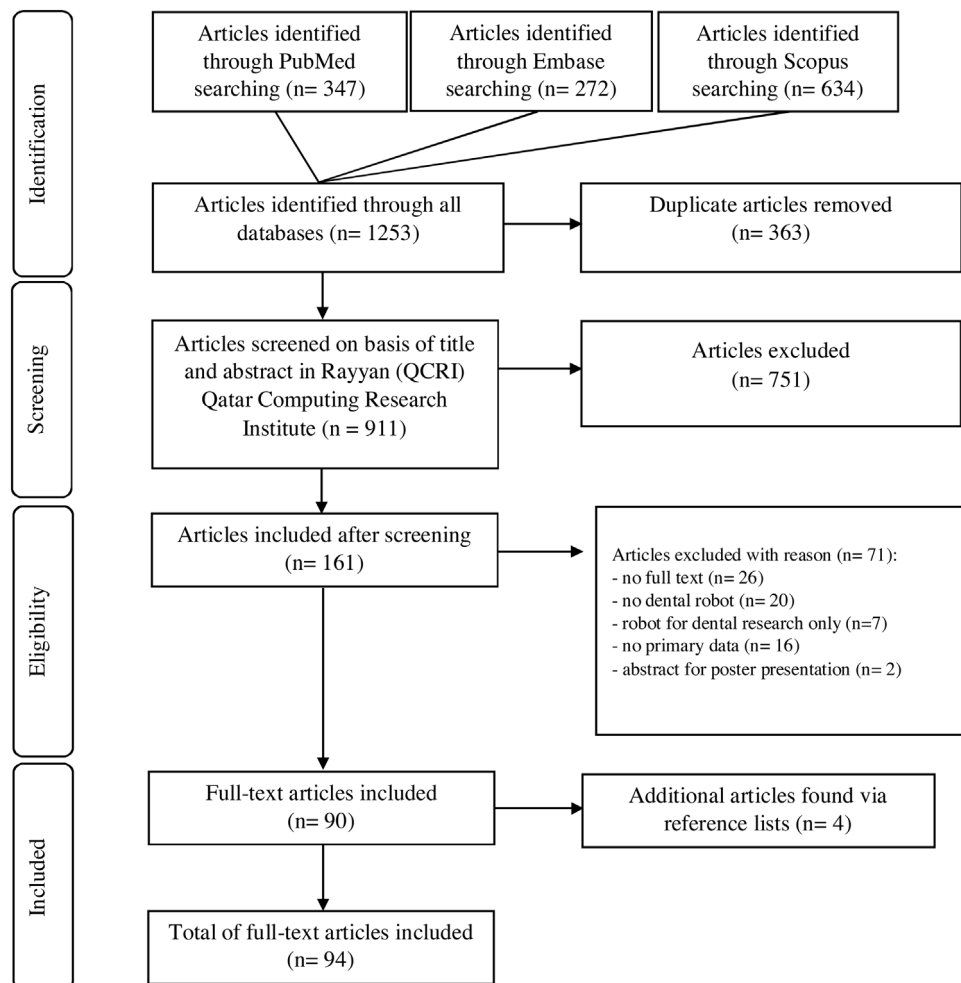 Identification
Articles identified
through PubMed
searching (n= 347)
Articles identified
through Embase
searching (n= 272)
Articles identified
through Scopus
searching (n= 634)
Articles identified through all
databases (n= 1253)
Duplicate articles removed
(n= 363)
Screening
Articles screened on basis of title
and abstract in Rayyan (QCRI)
Qatar Computing Research
Institute (n = 911)
Articles excluded
(n= 751)
Eligibility
Articles included after screening
(n= 161)
Articles excluded with reason (n= 71):
- no full text (n= 26)
- no dental robot (n= 20)
- robot for dental research only (n=7)
- no primary data (n= 16)
- abstract for poster presentation (n= 2)
Included
Full-text articles included
(n= 90)
Additional articles found via
reference lists (n= 4)
Total of full-text articles included
(n= 94)